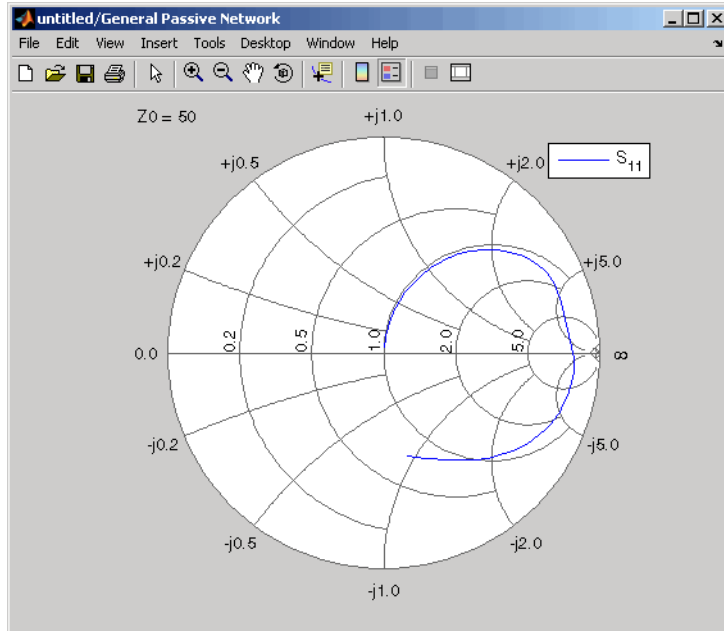 untitled/General Passive Network
File Edit View Insert Tools Desktop Window Help
Z0 = 50
+j1.0
+j0.5
+j2.0
S11
+j0.2
+j5.0
0.0
0.2
0.5
1.0
2.0
5.0
∞
-j0.2
-j5.0
-j0.5
-j2.0
-j1.0